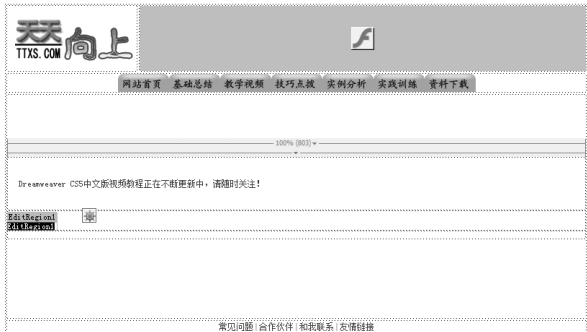 天天向上
TTXS.COM
网站首页 基础总结 教学视频 技巧点拨 实例分析 实践训练 资料下载
100% (803)
Dreamweaver CS5中文版视频教程正在不断更新中，请随时关注！
EditRegion1
EditRegion1
常见问题|合作伙伴|和我联系|友情链接